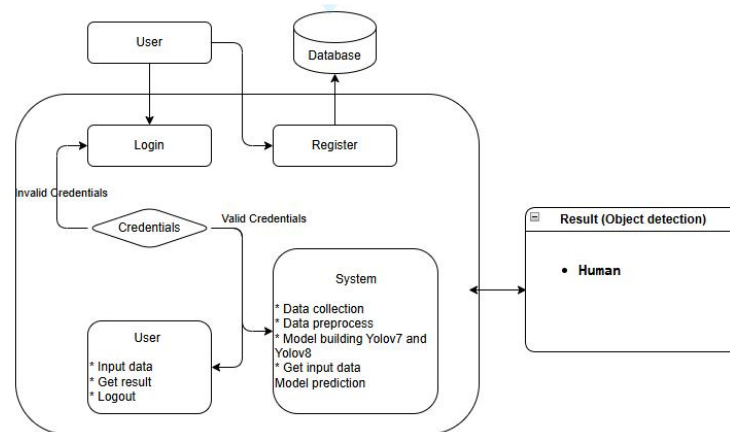 User
Database
Login
Register
Invalid Credentials
Credentials
Valid Credentials
Result (Object detection)
• Human
System
* Data collection
* Data preprocess
* Model building Yolov7 and
Yolov8
* Get input data
Model prediction
User
* Input data
* Get result
* Logout